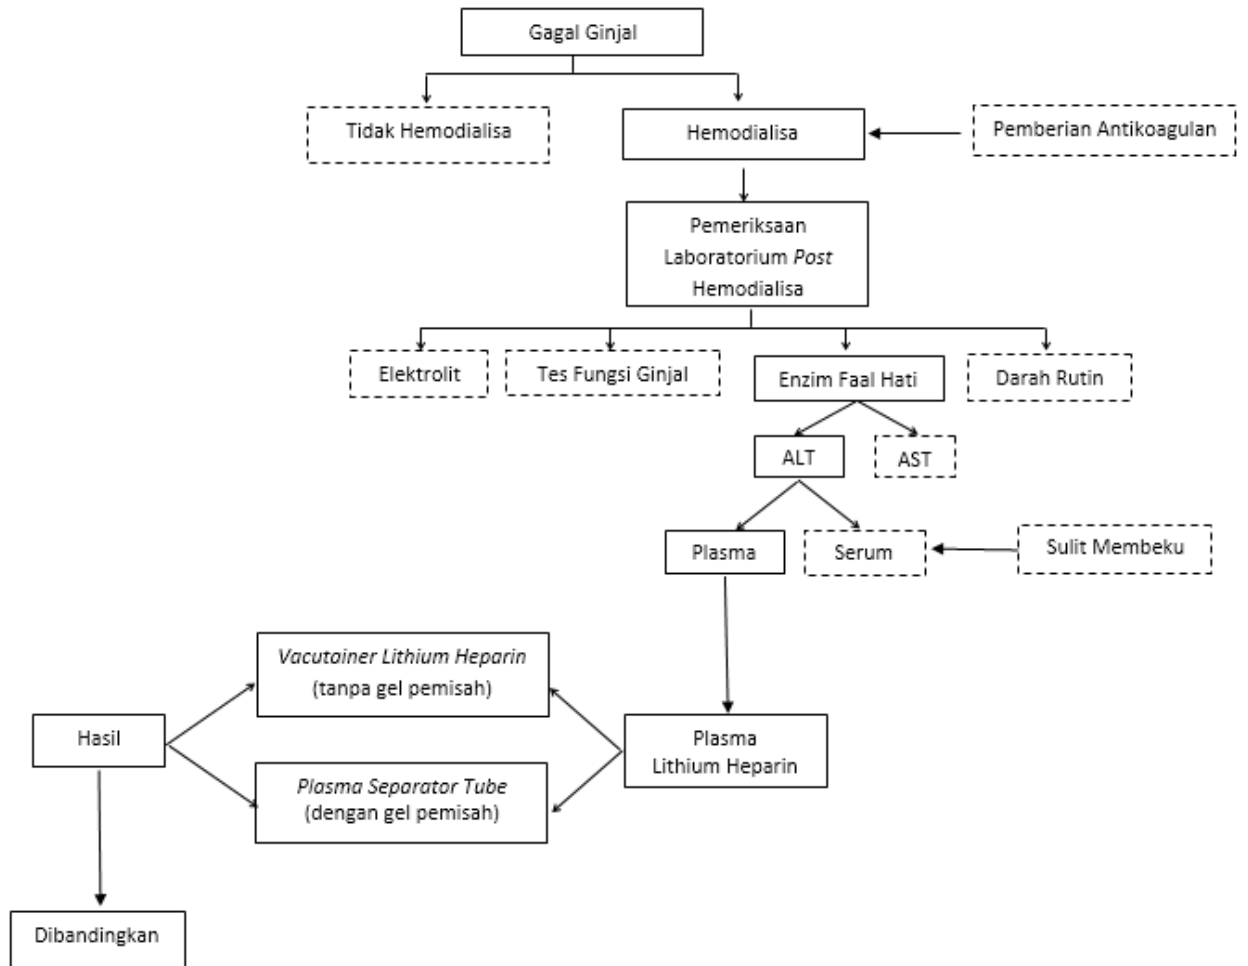 Gagal Ginjal
Tidak Hemodialisa
Hemodialisa
Pemberian Antikoagulan
Pemeriksaan
Laboratorium Post
Hemodialisa
Elektrolit
Tes Fungsi Ginjal
Enzim Faal Hati
Darah Rutin
ALT
AST
Plasma
Serum
Sulit Membeku
Vacutainer Lithium Heparin
(tanpa gel pemisah)
Hasil
Plasma
Lithium Heparin
Plasma Separator Tube
(dengan gel pemisah)
Dibandingkan